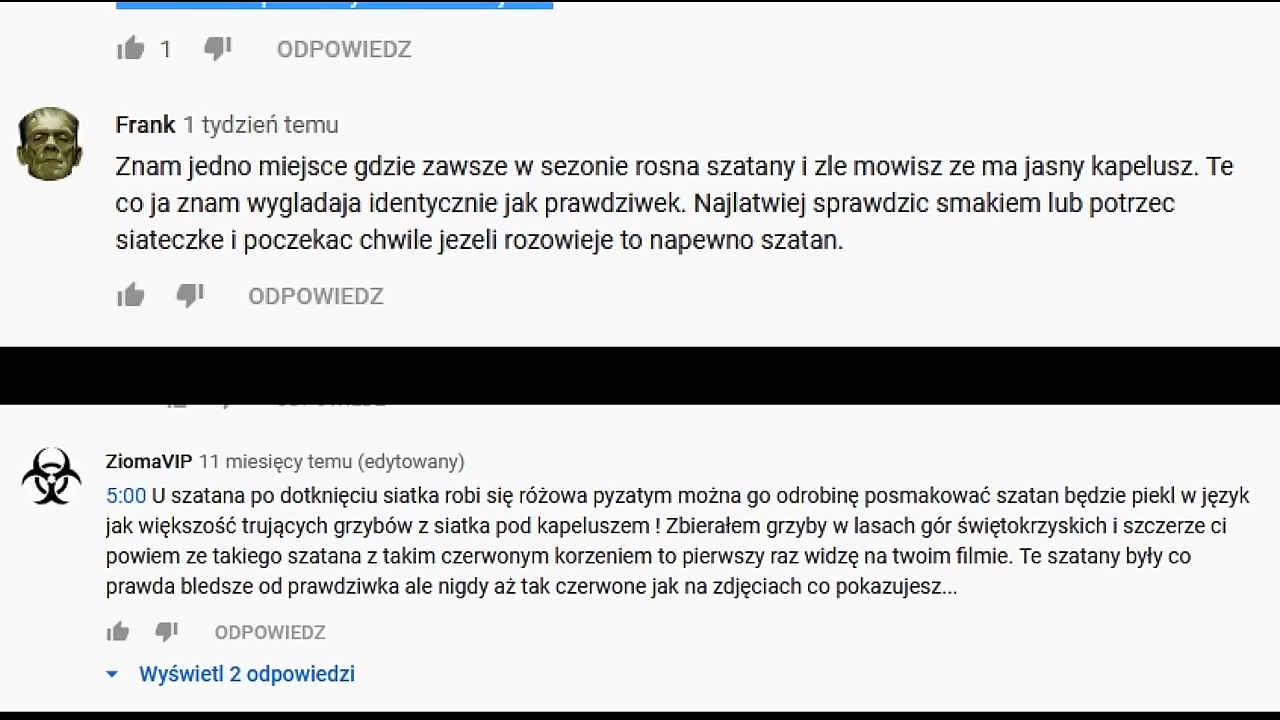 1 ODPOWIEDZ
Frank 1 tydzień temu
Znam jedno miejsce gdzie zawsze w sezonie rosna szatany i zle mowisz ze ma jasny kapelusz. Te
co ja znam wygladaja identycznie jak prawdziwek. Najlatwiej sprawdzic smakiem lub potrzec
siateczke i poczekac chwile jezeli rozowieje to napewno szatan.
ODPOWIEDZ
ZiomaVIP 11 miesięcy temu (edytowany)
5:00 U szatana po dotknięciu siatka robi się różowa pyzatym można go odrobinę posmakować szatan będzie piekl w język
jak większość trujących grzybów z siatka pod kapeluszem ! Zbierałem grzyby w lasach gór świętokrzyskich i szczerze ci
powiem ze takiego szatana z takim czerwonym korzeniem to pierwszy raz widzę na twoim filmie. Te szatany były co
prawda bledsze od prawdziwka ale nigdy aż tak czerwone jak na zdjęciach co pokazujesz...
ODPOWIEDZ
Wyświetl 2 odpowiedzi